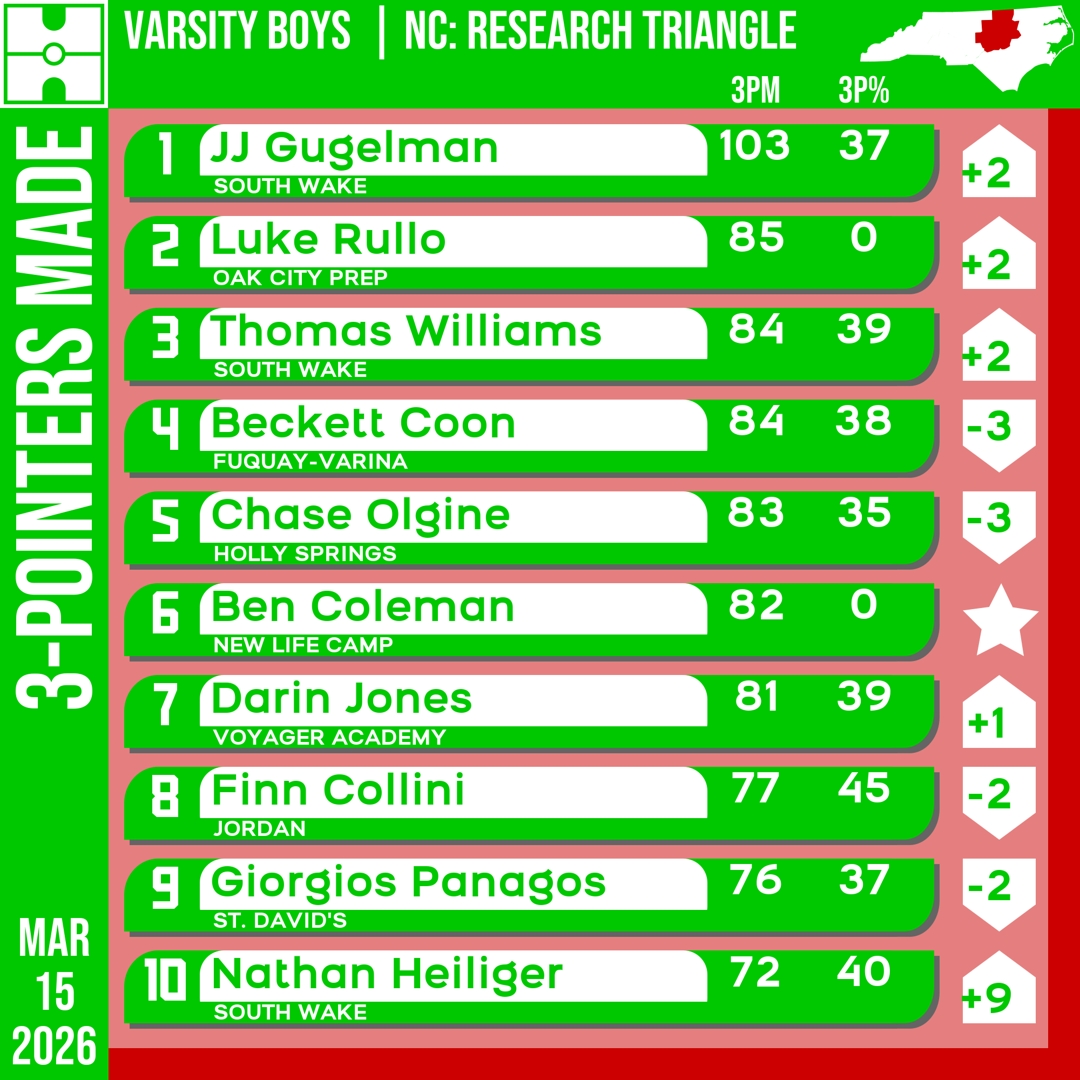 VARSITY BOYS | NC: RESEARCH TRIANGLE
3PM 3P%
3-POINTERS MADE
MAR
15
2026
1 JJ Gugelman 103 37 +2
SOUTH WAKE
2 Luke Rullo 85 0 +2
OAK CITY PREP
3 Thomas Williams 84 39 +2
SOUTH WAKE
4 Beckett Coon 84 38 -3
FUQUAY-VARINA
5 Chase Olgine 83 35 -3
HOLLY SPRINGS
6 Ben Coleman 82 0
NEW LIFE CAMP
7 Darin Jones 81 39 +1
VOYAGER ACADEMY
8 Finn Collini 77 45 -2
JORDAN
9 Giorgios Panagos 76 37 -2
ST. DAVID'S
10 Nathan Heiliger 72 40 +9
SOUTH WAKE